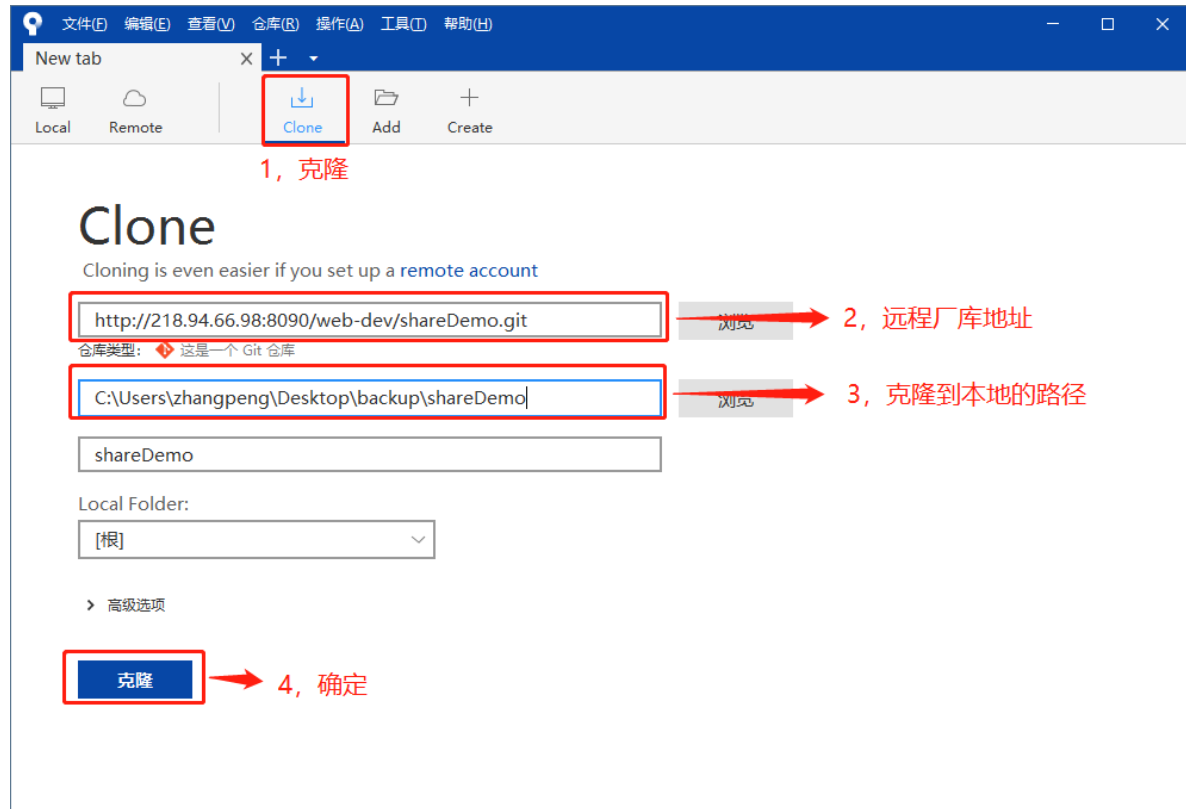 文件(F) 编辑(E) 查看(V) 仓库(R) 操作(A) 工具(T) 帮助(H)
New tab
Local Remote Clone Add Create
1，克隆
Clone
Cloning is even easier if you set up a remote account
http://218.94.66.98:8090/web-dev/shareDemo.git 浏览 2，远程厂库地址
仓库类型： 这是一个 Git 仓库
C:\Users\zhangpeng\Desktop\backup\shareDemo 浏览 3，克隆到本地的路径
shareDemo
Local Folder:
[根]
高级选项
克隆 4，确定